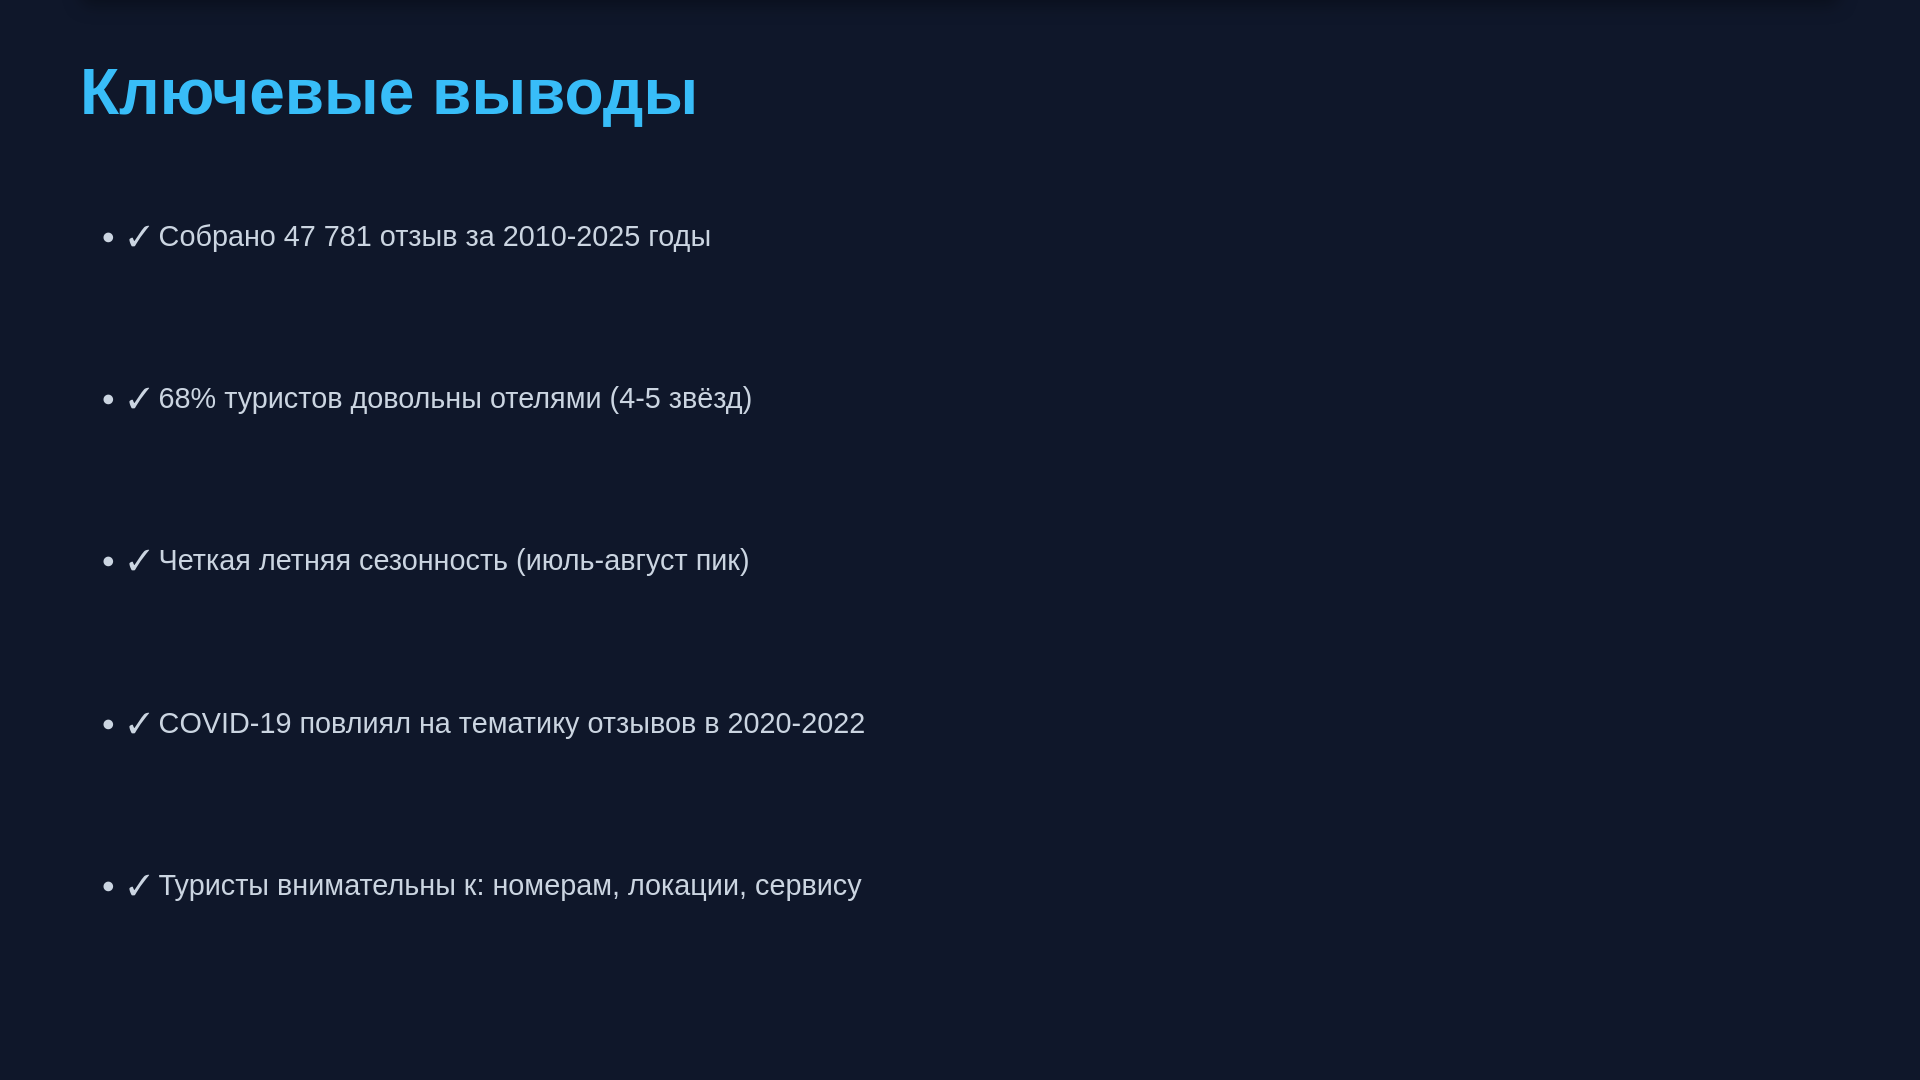 Ключевые выводы
• ✓ Собрано 47 781 отзыв за 2010-2025 годы
• ✓ 68% туристов довольны отелями (4-5 звёзд)
• ✓ Четкая летняя сезонность (июль-август пик)
• ✓ COVID-19 повлиял на тематику отзывов в 2020-2022
• ✓ Туристы внимательны к: номерам, локации, сервису